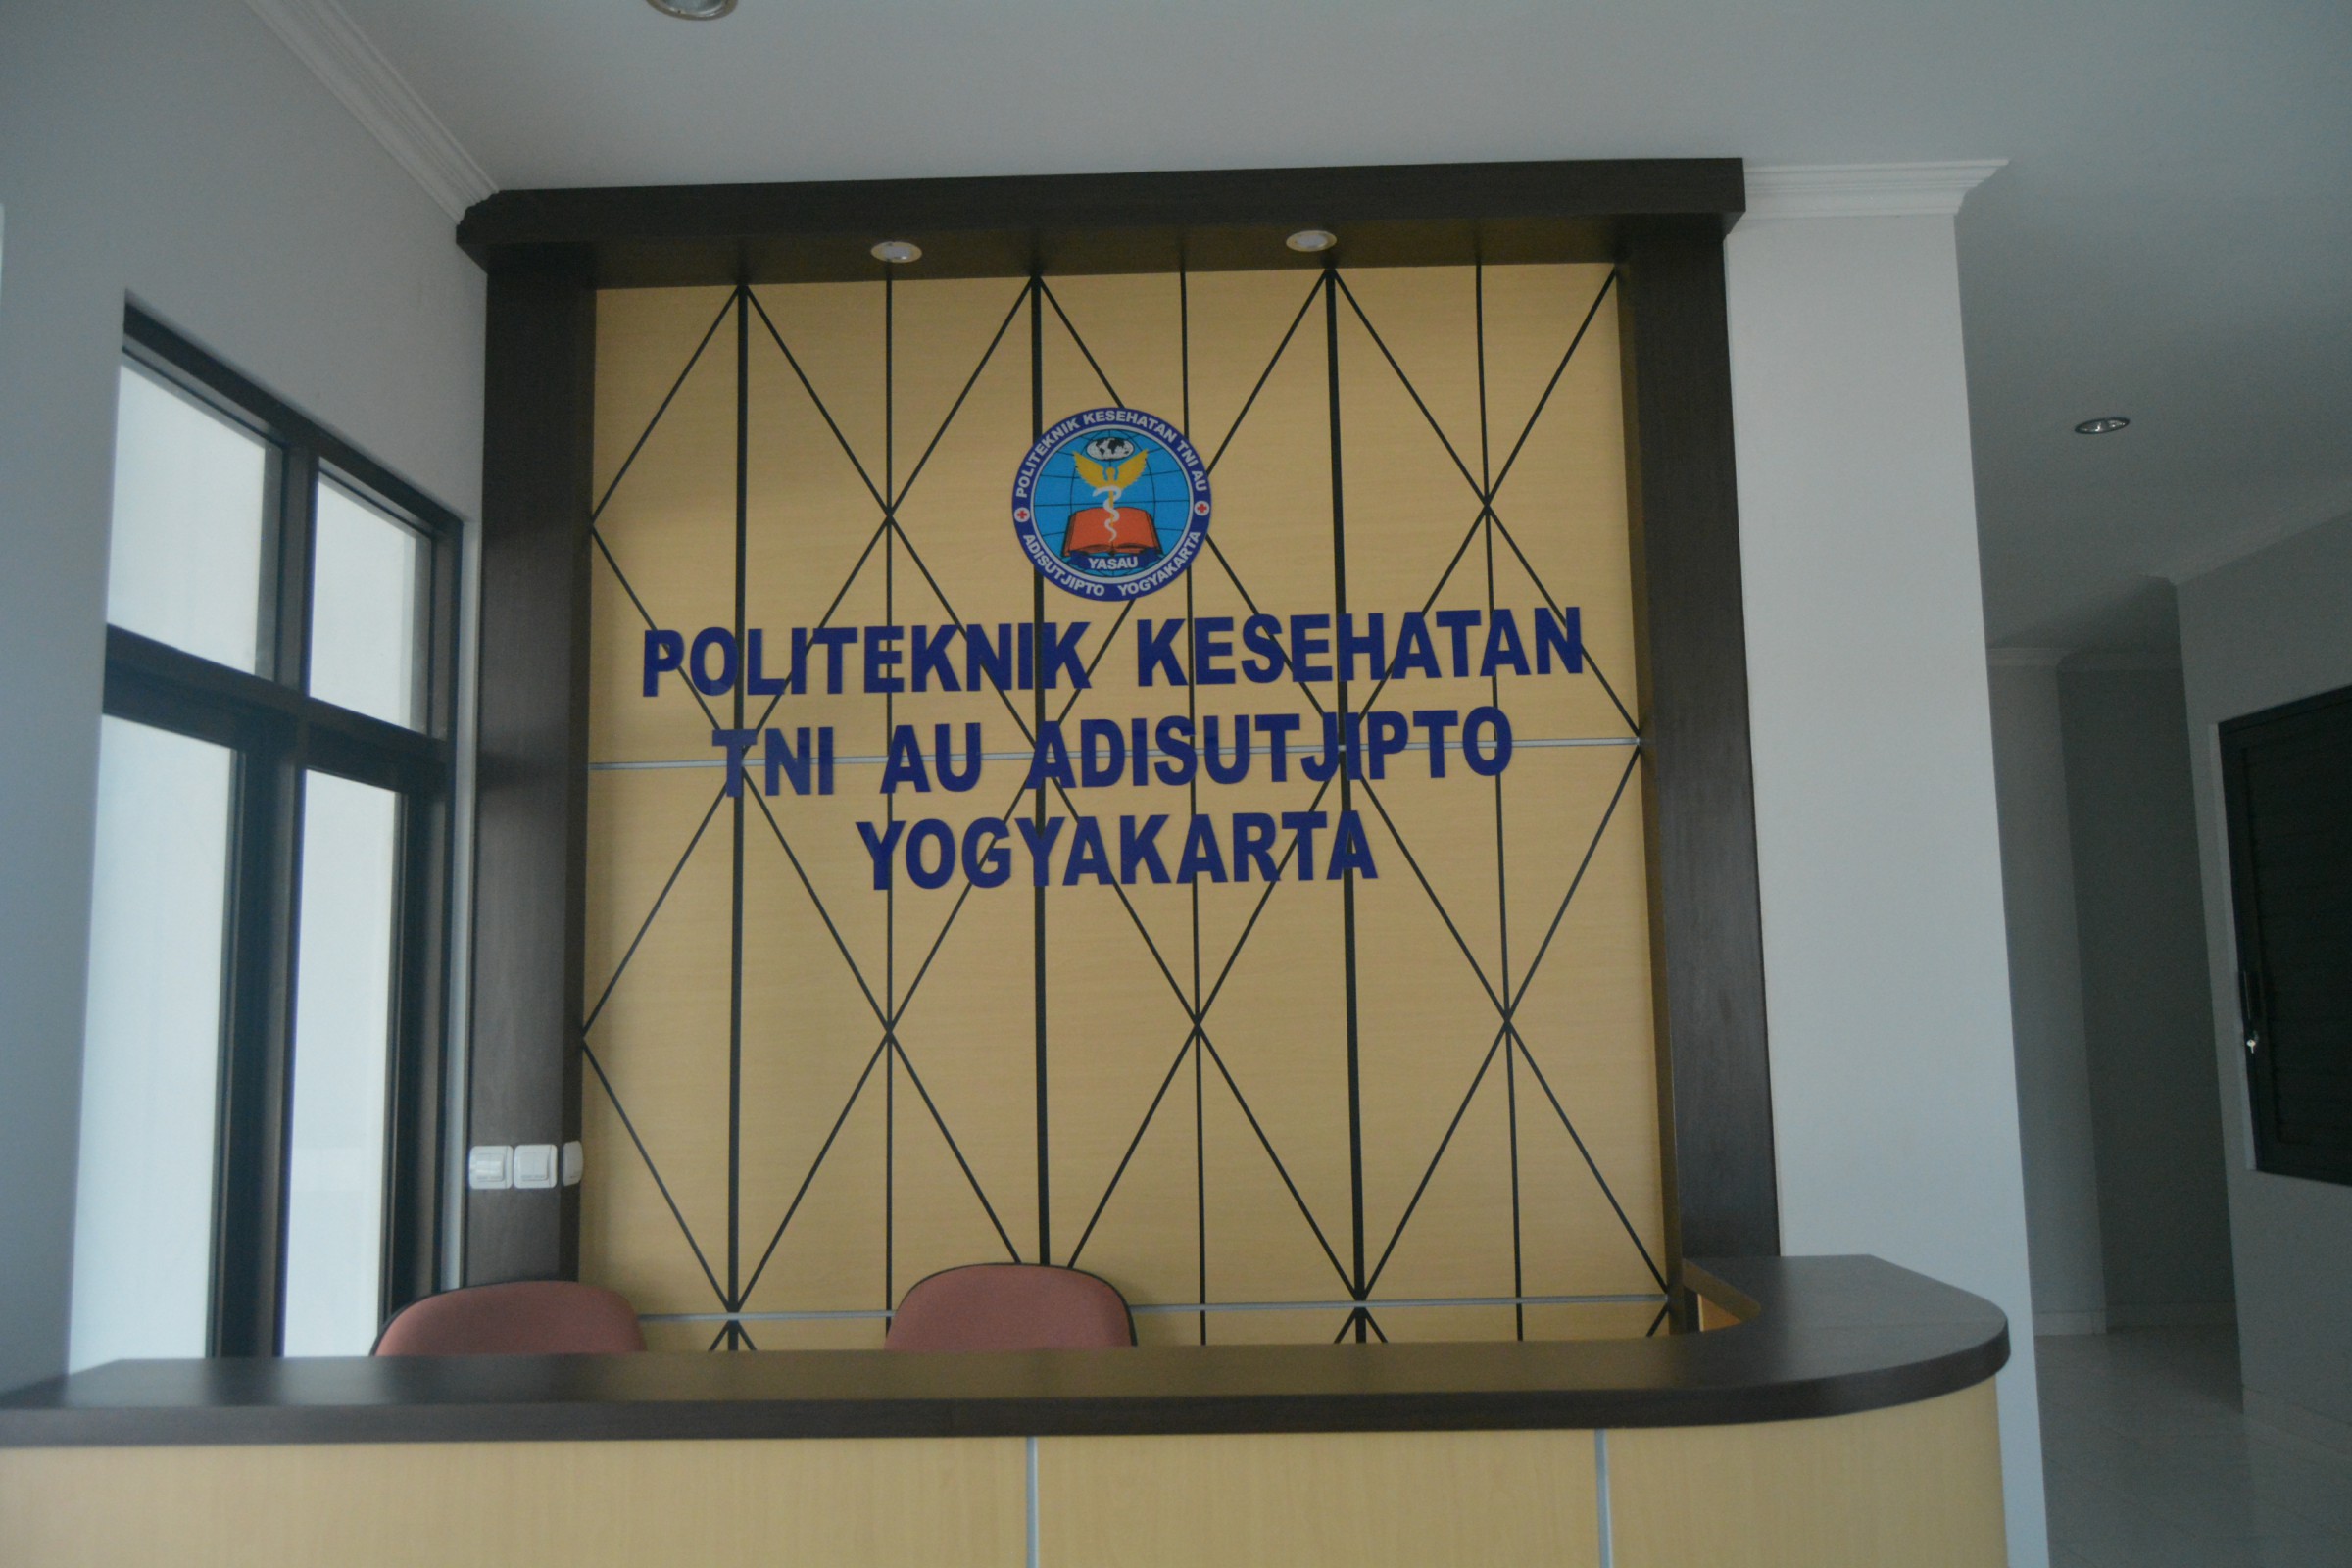 POLITEKNIK KESEHATAN TNI AU
YASAU
ADISUTJIPTO YOGYAKARTA
POLITEKNIK KESEHATAN
TNI AU ADISUTJIPTO
YOGYAKARTA